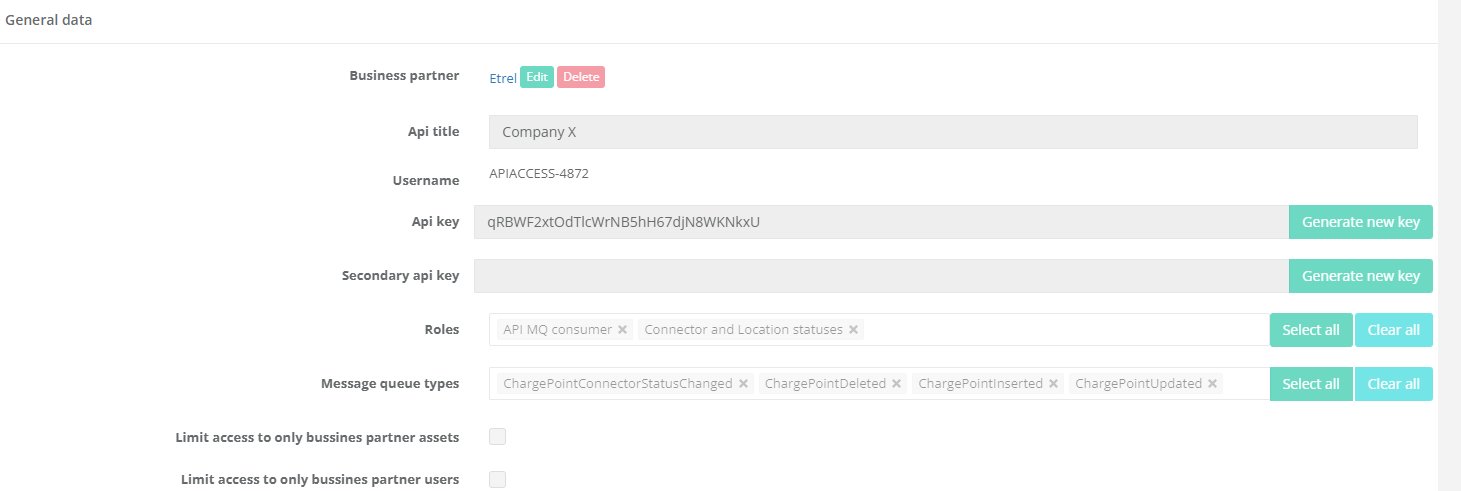 General data
Business partner Etrel Edit Delete
Api title Company X
Username APIACCESS-4872
Api key qRBWF2xtOdTlcWrNB5hH67djN8WKNkxU Generate new key
Secondary api key Generate new key
Roles API MQ consumer × Connector and Location statuses × Select all Clear all
Message queue types ChargePointConnectorStatusChanged × ChargePointDeleted × ChargePointInserted × ChargePointUpdated × Select all Clear all
Limit access to only bussines partner assets
Limit access to only bussines partner users